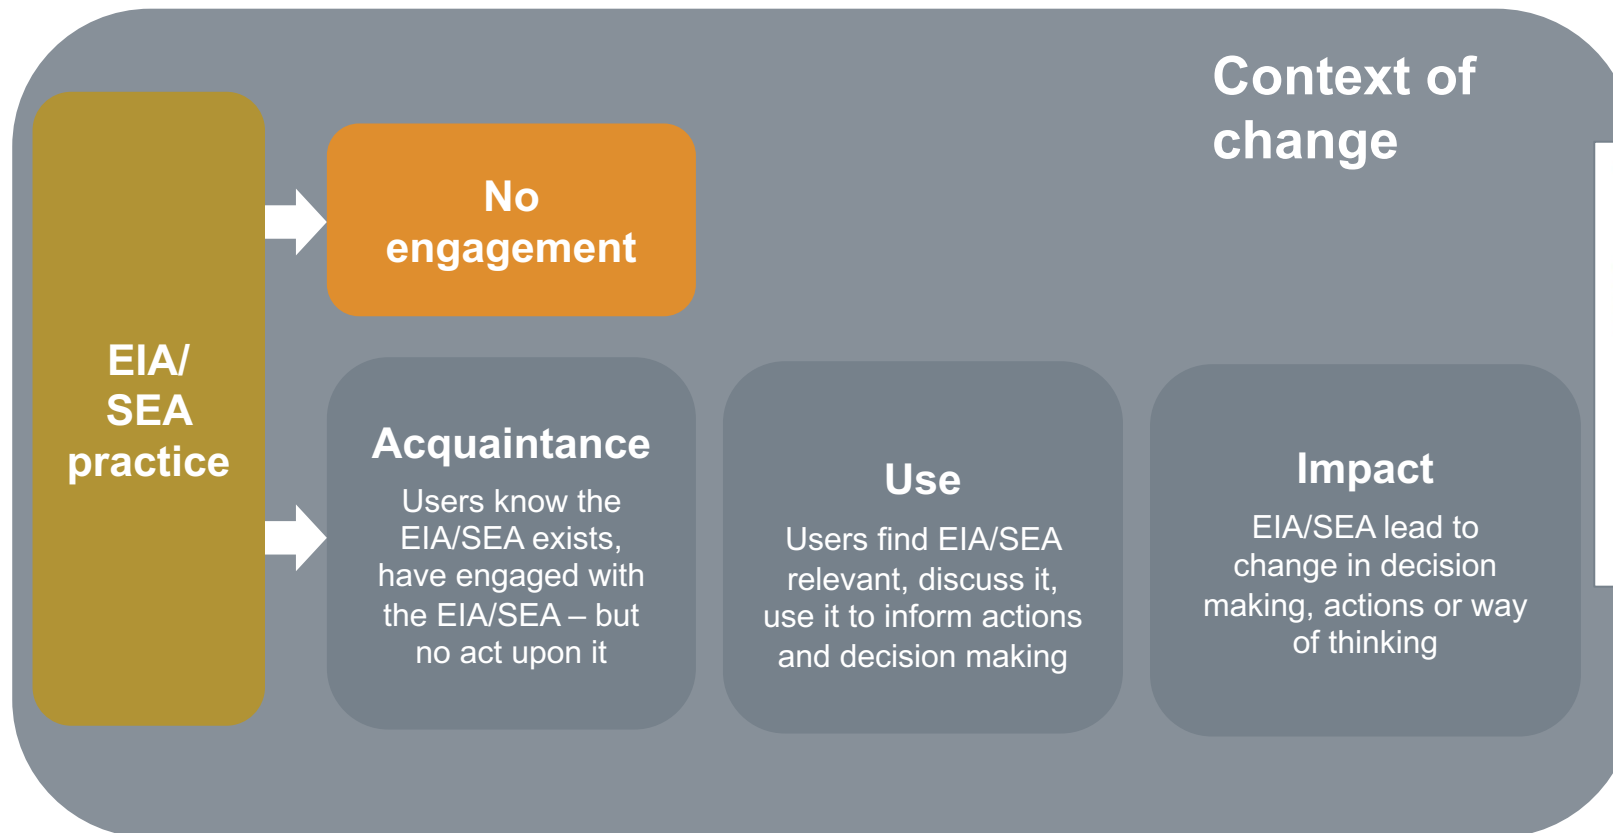 Context of
change
No
engagement
EIA/
SEA
practice
Acquaintance
Users know the
EIA/SEA exists,
have engaged with
the EIA/SEA – but
no act upon it
Use
Users find EIA/SEA
relevant, discuss it,
use it to inform actions
and decision making
Impact
EIA/SEA lead to
change in decision
making, actions or way
of thinking